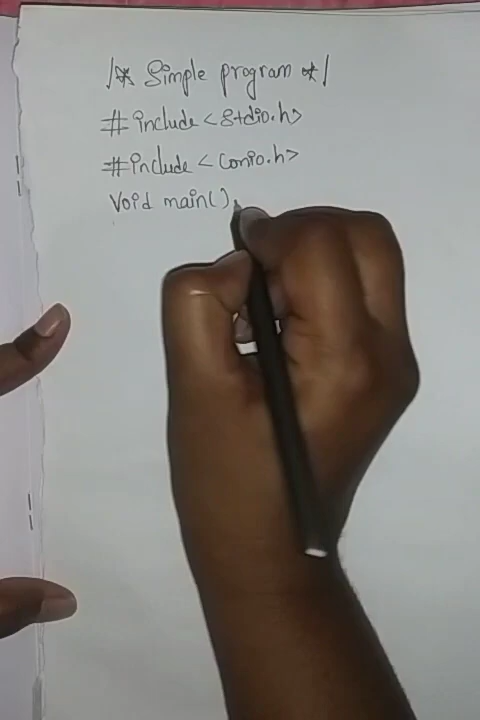 /* Simple program */
#include <stdio.h>
#include <conio.h>
Void main()